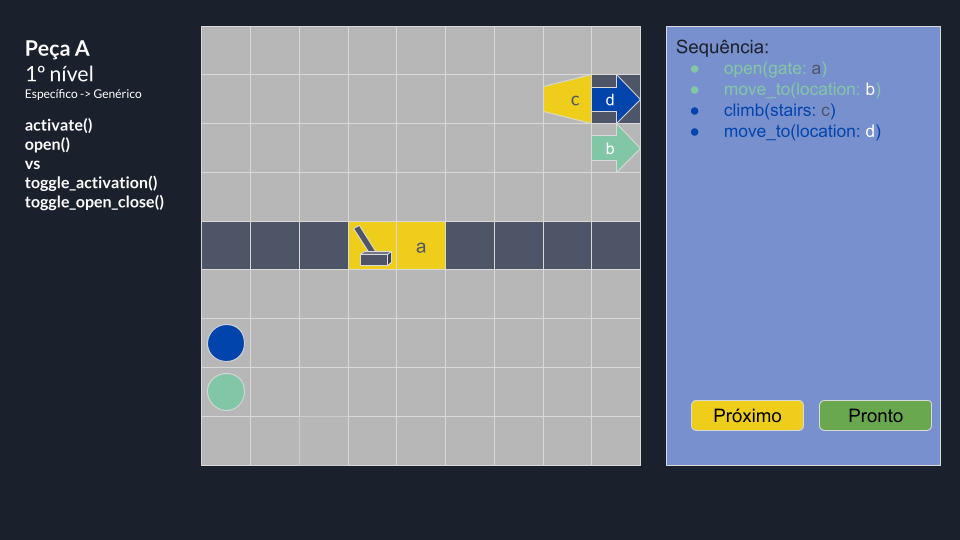 Peça A
1º nível
Específico -> Genérico
activate()
open()
vs
toggle_activation()
toggle_open_close()
c
d
b
a
Sequência:
● open(gate: a)
● move_to(location: b)
● climb(stairs: c)
● move_to(location: d)
Próximo
Pronto